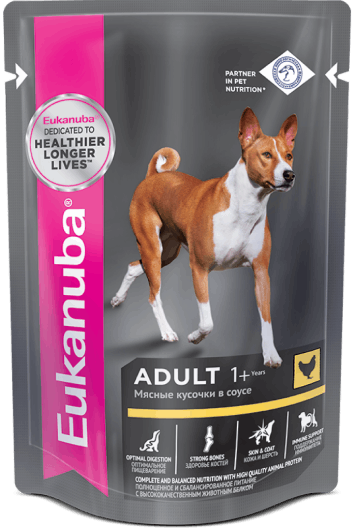 PARTNER
IN PET
NUTRITION*
Eukanuba
DEDICATED TO
HEALTHIER
LONGER
LIVES™
Eukanuba®
ADULT 1+ Years
Мясные кусочки в соусе
OPTIMAL DIGESTION
ОПТИМАЛЬНОЕ
ПИЩЕВАРЕНИЕ
STRONG BONES
ЗДОРОВЬЕ КОСТЕЙ
SKIN & COAT
КОЖА И ШЕРСТЬ
IMMUNE SUPPORT
ПОДДЕРЖАНИЕ
ИММУНИТЕТА
COMPLETE AND BALANCED NUTRITION WITH HIGH QUALITY ANIMAL PROTEIN
ПОЛНОЦЕННОЕ И СБАЛАНСИРОВАННОЕ ПИТАНИЕ
С ВЫСОКОКАЧЕСТВЕННЫМ ЖИВОТНЫМ БЕЛКОМ